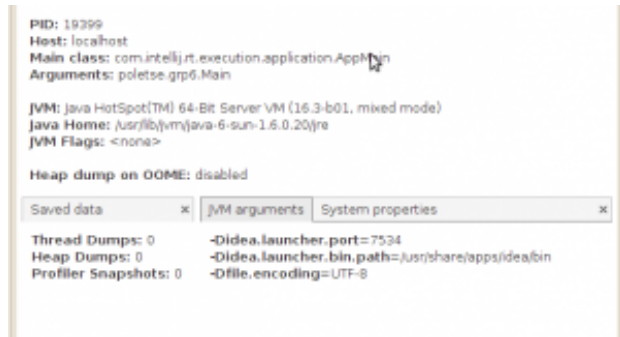 PID: 19399
Host: localhost
Main class: com.intellij.rt.execution.application.AppMain
Arguments: poletse.grp6.Main
JVM: Java HotSpot(TM) 64-Bit Server VM (16.3-b01, mixed mode)
Java Home: /usr/lib/jvm/java-6-sun-1.6.0.20/jre
JVM Flags: <none>
Heap dump on OOME: disabled
Saved data
JVM arguments System properties
Thread Dumps: 0
Heap Dumps: 0
Profiler Snapshots: 0
-Didea.launcher.port=7534
-Didea.launcher.bin.path=/usr/share/apps/idea/bin
-Dfile.encoding=UTF-8